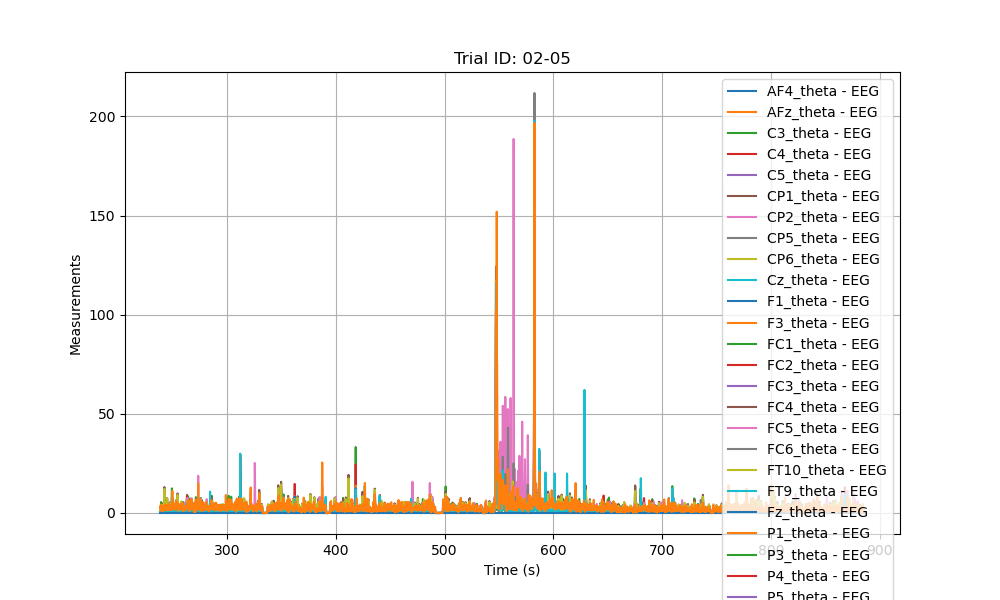 Trial ID: 02-05
Measurements
200
150
100
50
0
300
400
500
600
700
800
900
Time (s)
AF4_theta - EEG
AFz_theta - EEG
C3_theta - EEG
C4_theta - EEG
C5_theta - EEG
CP1_theta - EEG
CP2_theta - EEG
CP5_theta - EEG
CP6_theta - EEG
Cz_theta - EEG
F1_theta - EEG
F3_theta - EEG
FC1_theta - EEG
FC2_theta - EEG
FC3_theta - EEG
FC4_theta - EEG
FC5_theta - EEG
FC6_theta - EEG
FT10_theta - EEG
FT9_theta - EEG
Fz_theta - EEG
P1_theta - EEG
P3_theta - EEG
P4_theta - EEG
P5_theta - EEG